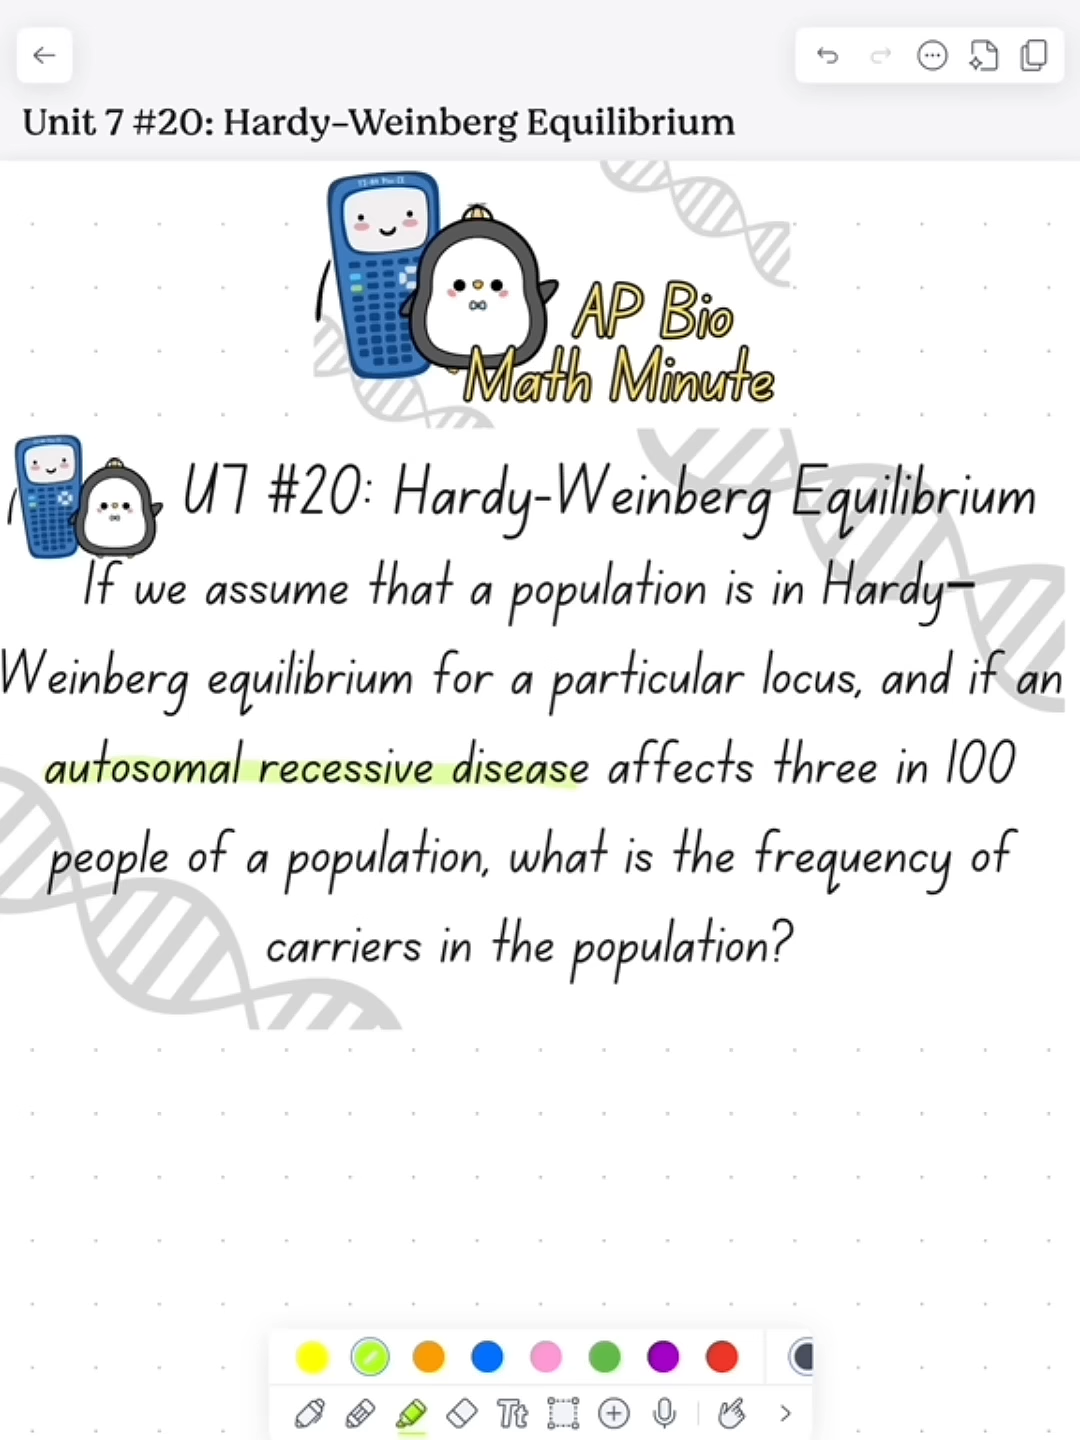 Unit 7 #20: Hardy–Weinberg Equilibrium
AP Bio
Math Minute
U7 #20: Hardy-Weinberg Equilibrium
If we assume that a population is in Hardy–
Weinberg equilibrium for a particular locus, and if an
autosomal recessive disease affects three in 100
people of a population, what is the frequency of
carriers in the population?
Tt